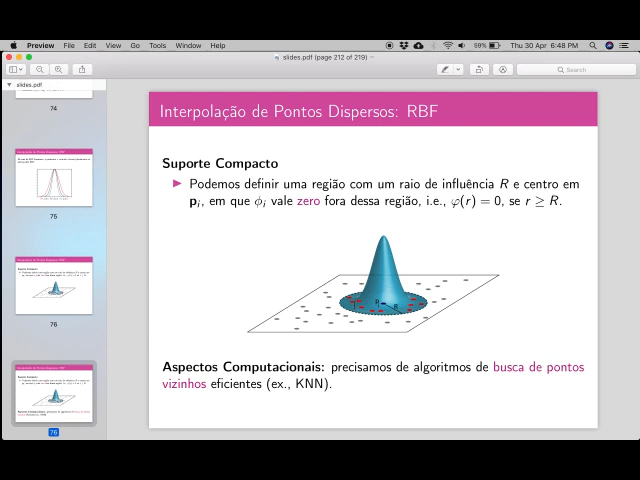 Preview File Edit View Go Tools Window Help 59% Thu 30 Apr 6:48 PM
slides.pdf (page 212 of 219)
Search
slides.pdf
74
75
76
76
Interpolação de Pontos Dispersos: RBF
Suporte Compacto
Podemos definir uma região com um raio de influência R e centro em
pᵢ, em que ϕᵢ vale zero fora dessa região, i.e., φ(r) = 0, se r ≥ R.
R
Aspectos Computacionais: precisamos de algoritmos de busca de pontos
vizinhos eficientes (ex., KNN).